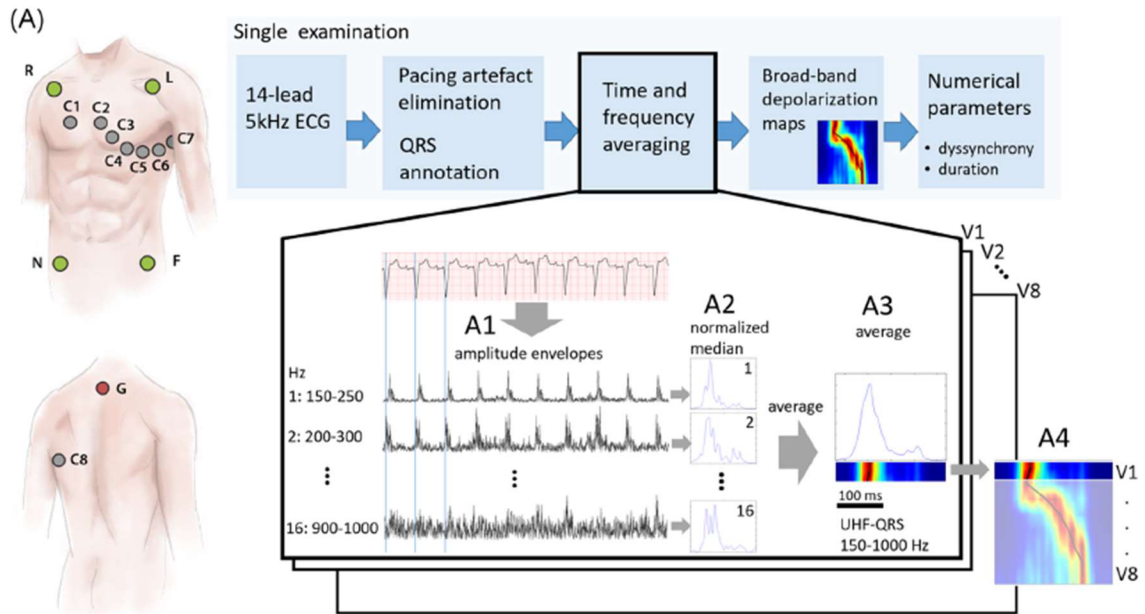 (A)
R
L
C1
C2
C3
C4
C5
C6
C7
N
F
G
C8
Single examination
14-lead
5kHz ECG
Pacing artefact
elimination
QRS
annotation
Time and
frequency
averaging
Broad-band
depolarization
maps
Numerical
parameters
• dyssynchrony
• duration
V1
V2
V8
A1
amplitude envelopes
A2
normalized
median
A3
average
Hz
1: 150-250
1
2: 200-300
2
average
16: 900-1000
16
100 ms
UHF-QRS
150-1000 Hz
A4
V1
V8